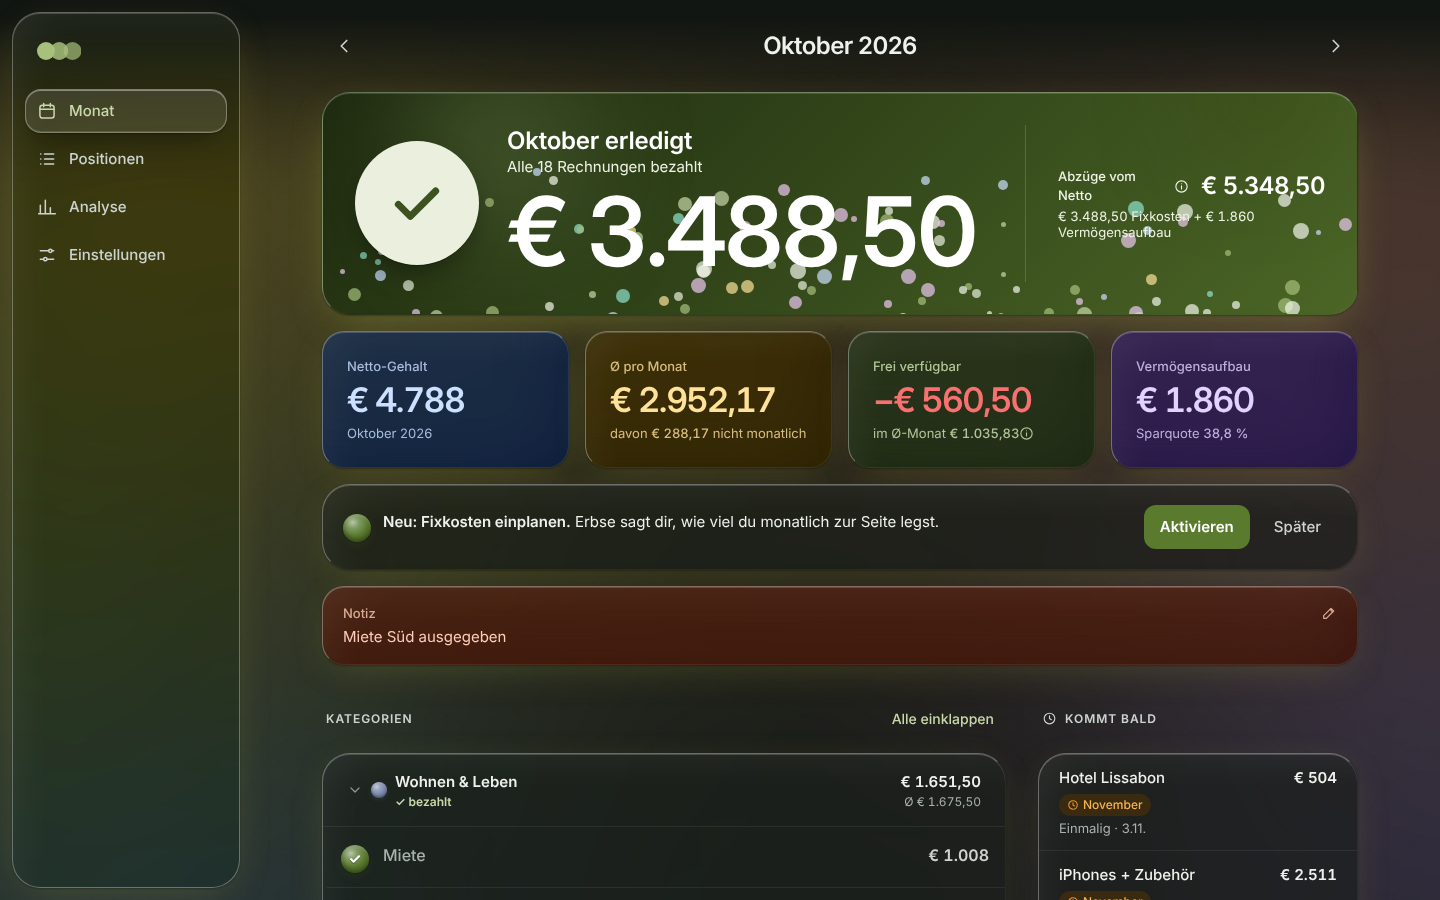 Oktober 2026
Monat
Positionen
Analyse
Einstellungen
Oktober erledigt
Alle 18 Rechnungen bezahlt
€ 3.488,50
Abzüge vom
Netto
€ 5.348,50
€ 3.488,50 Fixkosten + € 1.860
Vermögensaufbau
Netto-Gehalt
€ 4.788
Oktober 2026
Ø pro Monat
€ 2.952,17
davon € 288,17 nicht monatlich
Frei verfügbar
–€ 560,50
im Ø-Monat € 1.035,83
Vermögensaufbau
€ 1.860
Sparquote 38,8 %
Neu: Fixkosten einplanen. Erbse sagt dir, wie viel du monatlich zur Seite legst.
Aktivieren
Später
Notiz
Miete Süd ausgegeben
KATEGORIEN
Alle einklappen
Wohnen & Leben
€ 1.651,50
✓ bezahlt
Ø € 1.675,50
Miete
€ 1.008
KOMMT BALD
Hotel Lissabon
€ 504
November
Einmalig · 3.11.
iPhones + Zubehör
€ 2.511
November